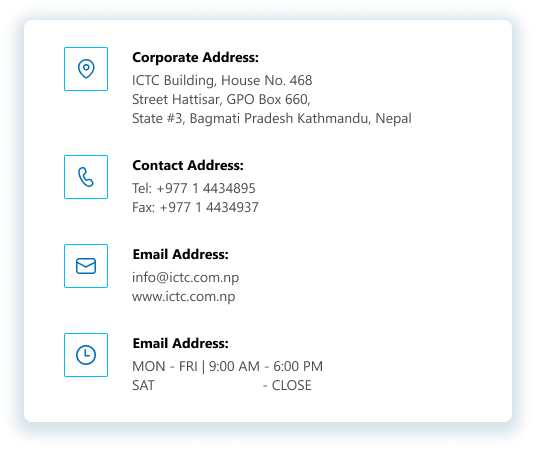 Corporate Address:
ICTC Building, House No. 468
Street Hattisar, GPO Box 660,
State #3, Bagmati Pradesh Kathmandu, Nepal
Contact Address:
Tel: +977 1 4434895
Fax: +977 1 4434937
Email Address:
info@ictc.com.np
www.ictc.com.np
Email Address:
MON - FRI | 9:00 AM - 6:00 PM
SAT - CLOSE